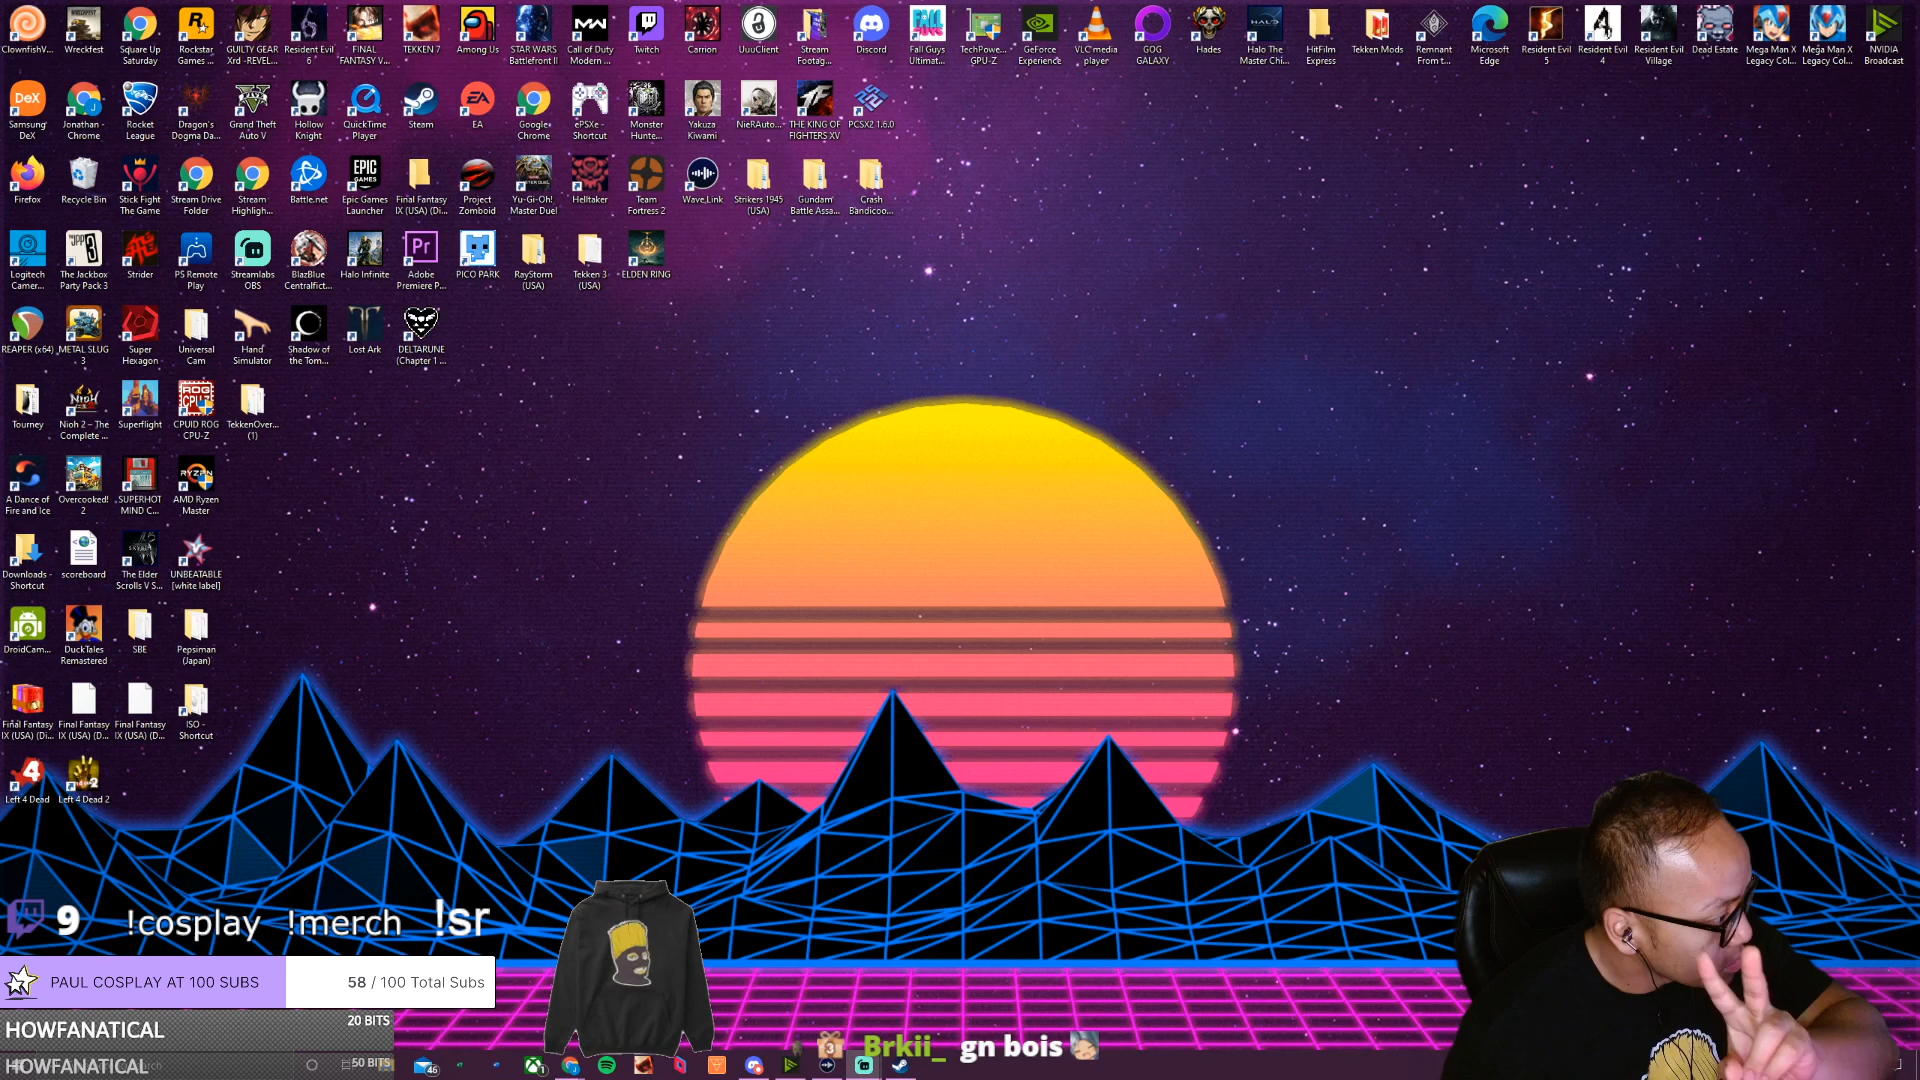 ClownfishV...
Wreckfest
Square Up
Saturday
Rockstar
Games ...
GUILTY GEAR
Xrd -REVEL...
Resident Evil
6
FINAL
FANTASY V...
TEKKEN 7
Among Us
STAR WARS
Battlefront II
Call of Duty
Modern ...
Twitch
Carrion
UuuClient
Stream
Footag...
Discord
Fall Guys
Ultimat...
TechPowe...
GPU-Z
GeForce
Experience
VLC media
player
GOG
GALAXY
Hades
Halo The
Master Chi...
HitFilm
Express
Tekken Mods
Remnant
From t...
Microsoft
Edge
Resident Evil
5
Resident Evil
4
Resident Evil
Village
Dead Estate
Mega Man X
Legacy Col...
Mega Man X
Legacy Col...
NVIDIA
Broadcast
Samsung
DeX
Jonathan -
Chrome
Rocket
League
Dragon's
Dogma Da...
Grand Theft
Auto V
Hollow
Knight
QuickTime
Player
Steam
EA
Google
Chrome
ePSXe -
Shortcut
Monster
Hunte...
Yakuza
Kiwami
NieRAuto...
THE KING OF
FIGHTERS XV
PCSX2 1.6.0
Firefox
Recycle Bin
Stick Fight
The Game
Stream Drive
Folder
Stream
Highligh...
Battle.net
Epic Games
Launcher
Final Fantasy
IX (USA) (Di...
Project
Zomboid
Yu-Gi-Oh!
Master Duel
Helltaker
Team
Fortress 2
Wave Link
Strikers 1945
(USA)
Gundam
Battle Assa...
Crash
Bandicoo...
Logitech
Camer...
The Jackbox
Party Pack 3
Strider
PS Remote
Play
Streamlabs
OBS
BlazBlue
Centralfict...
Halo Infinite
Adobe
Premiere P...
PICO PARK
RayStorm
(USA)
Tekken 3
(USA)
ELDEN RING
REAPER (x64)
METAL SLUG
3
Super
Hexagon
Universal
Cam
Hand
Simulator
Shadow of
the Tom...
Lost Ark
DELTARUNE
(Chapter 1 ...
Tourney
Nioh 2 – The
Complete ...
Superflight
CPUID ROG
CPU-Z
TekkenOver...
(1)
A Dance of
Fire and Ice
Overcooked!
2
SUPERHOT
MIND C...
AMD Ryzen
Master
Downloads -
Shortcut
scoreboard
The Elder
Scrolls V S...
UNBEATABLE
[white label]
DroidCam...
DuckTales
Remastered
SBE
Pepsiman
(Japan)
Final Fantasy
IX (USA) (Di...
Final Fantasy
IX (USA) (D...
Final Fantasy
IX (USA) (D...
ISO -
Shortcut
Left 4 Dead
Left 4 Dead 2
9 !cosplay !merch !sr
PAUL COSPLAY AT 100 SUBS 58 / 100 Total Subs
HOWFANATICAL 20 BITS
HOWFANATICAL 50 BITS
Brkii_ gn bois